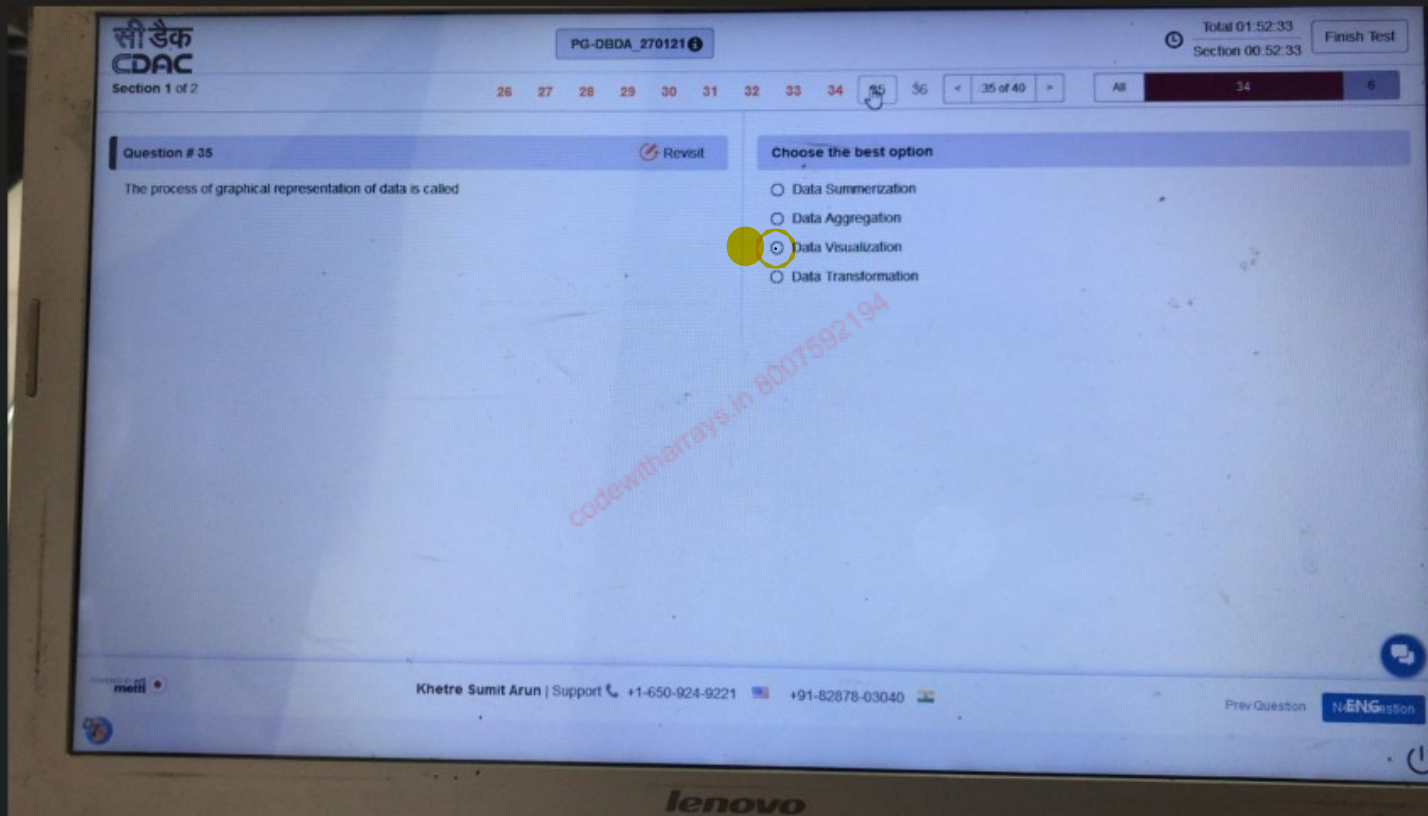 सी डैक
CDAC
Section 1 of 2
PG-DBDA_270121
Total 01:52:33
Section 00:52:33
Finish Test
26 27 28 29 30 31 32 33 34 35 36 < 35 of 40 > All 34 6
Question # 35
Revisit
The process of graphical representation of data is called
Choose the best option
Data Summerization
Data Aggregation
Data Visualization
Data Transformation
codewitharrays.in 8007592194
mettl
Khetre Sumit Arun | Support +1-650-924-9221 +91-82878-03040
Prev Question
ENG
lenovo